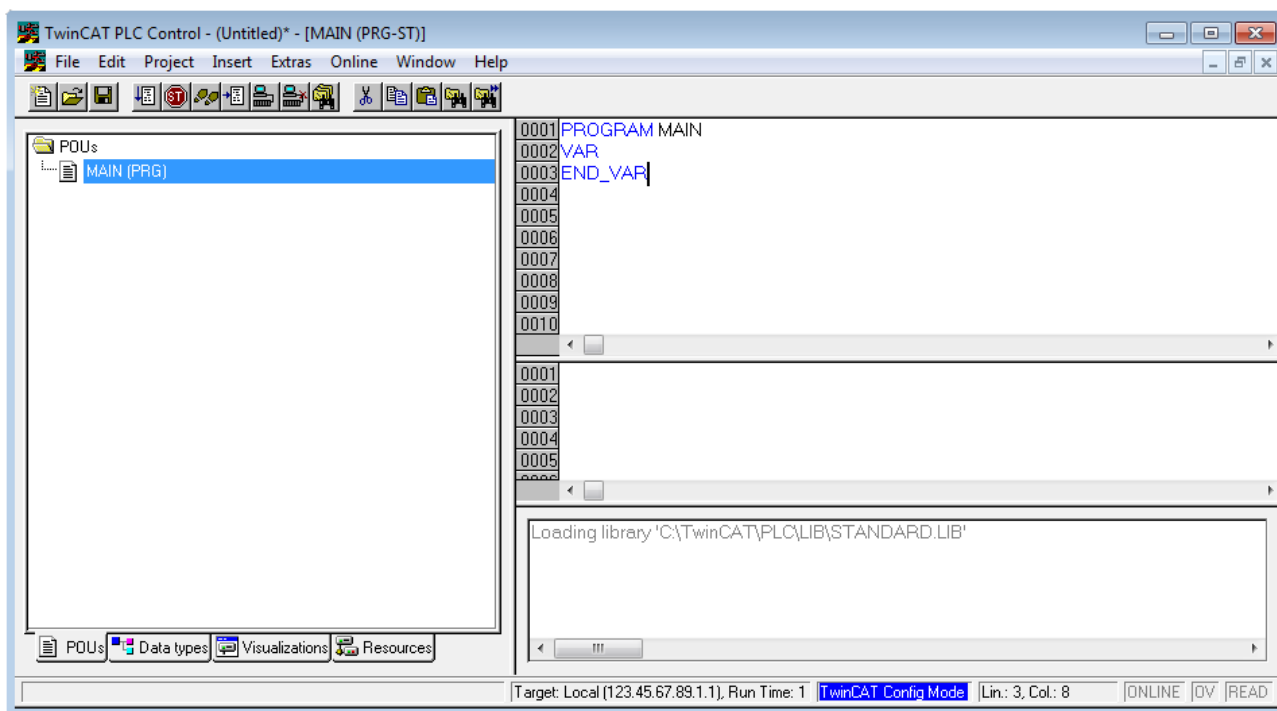 TwinCAT PLC Control - (Untitled)* - [MAIN (PRG-ST)]
File Edit Project Insert Extras Online Window Help
POUs
MAIN (PRG)
0001 PROGRAM MAIN
0002 VAR
0003 END_VAR
0004
0005
0006
0007
0008
0009
0010
0001
0002
0003
0004
0005
Loading library 'C:\TwinCAT\PLC\LIB\STANDARD.LIB'
POUs Data types Visualizations Resources
Target: Local (123.45.67.89.1.1), Run Time: 1 TwinCAT Config Mode Lin.: 3, Col.: 8 ONLINE OV READ